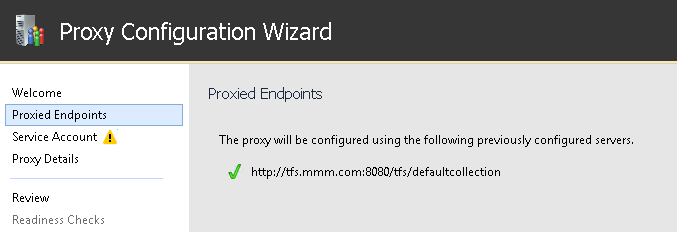 Proxy Configuration Wizard
Welcome
Proxied Endpoints
Service Account
Proxy Details
Review
Readiness Checks
Proxied Endpoints
The proxy will be configured using the following previously configured servers.
http://tfs.mmm.com:8080/tfs/defaultcollection